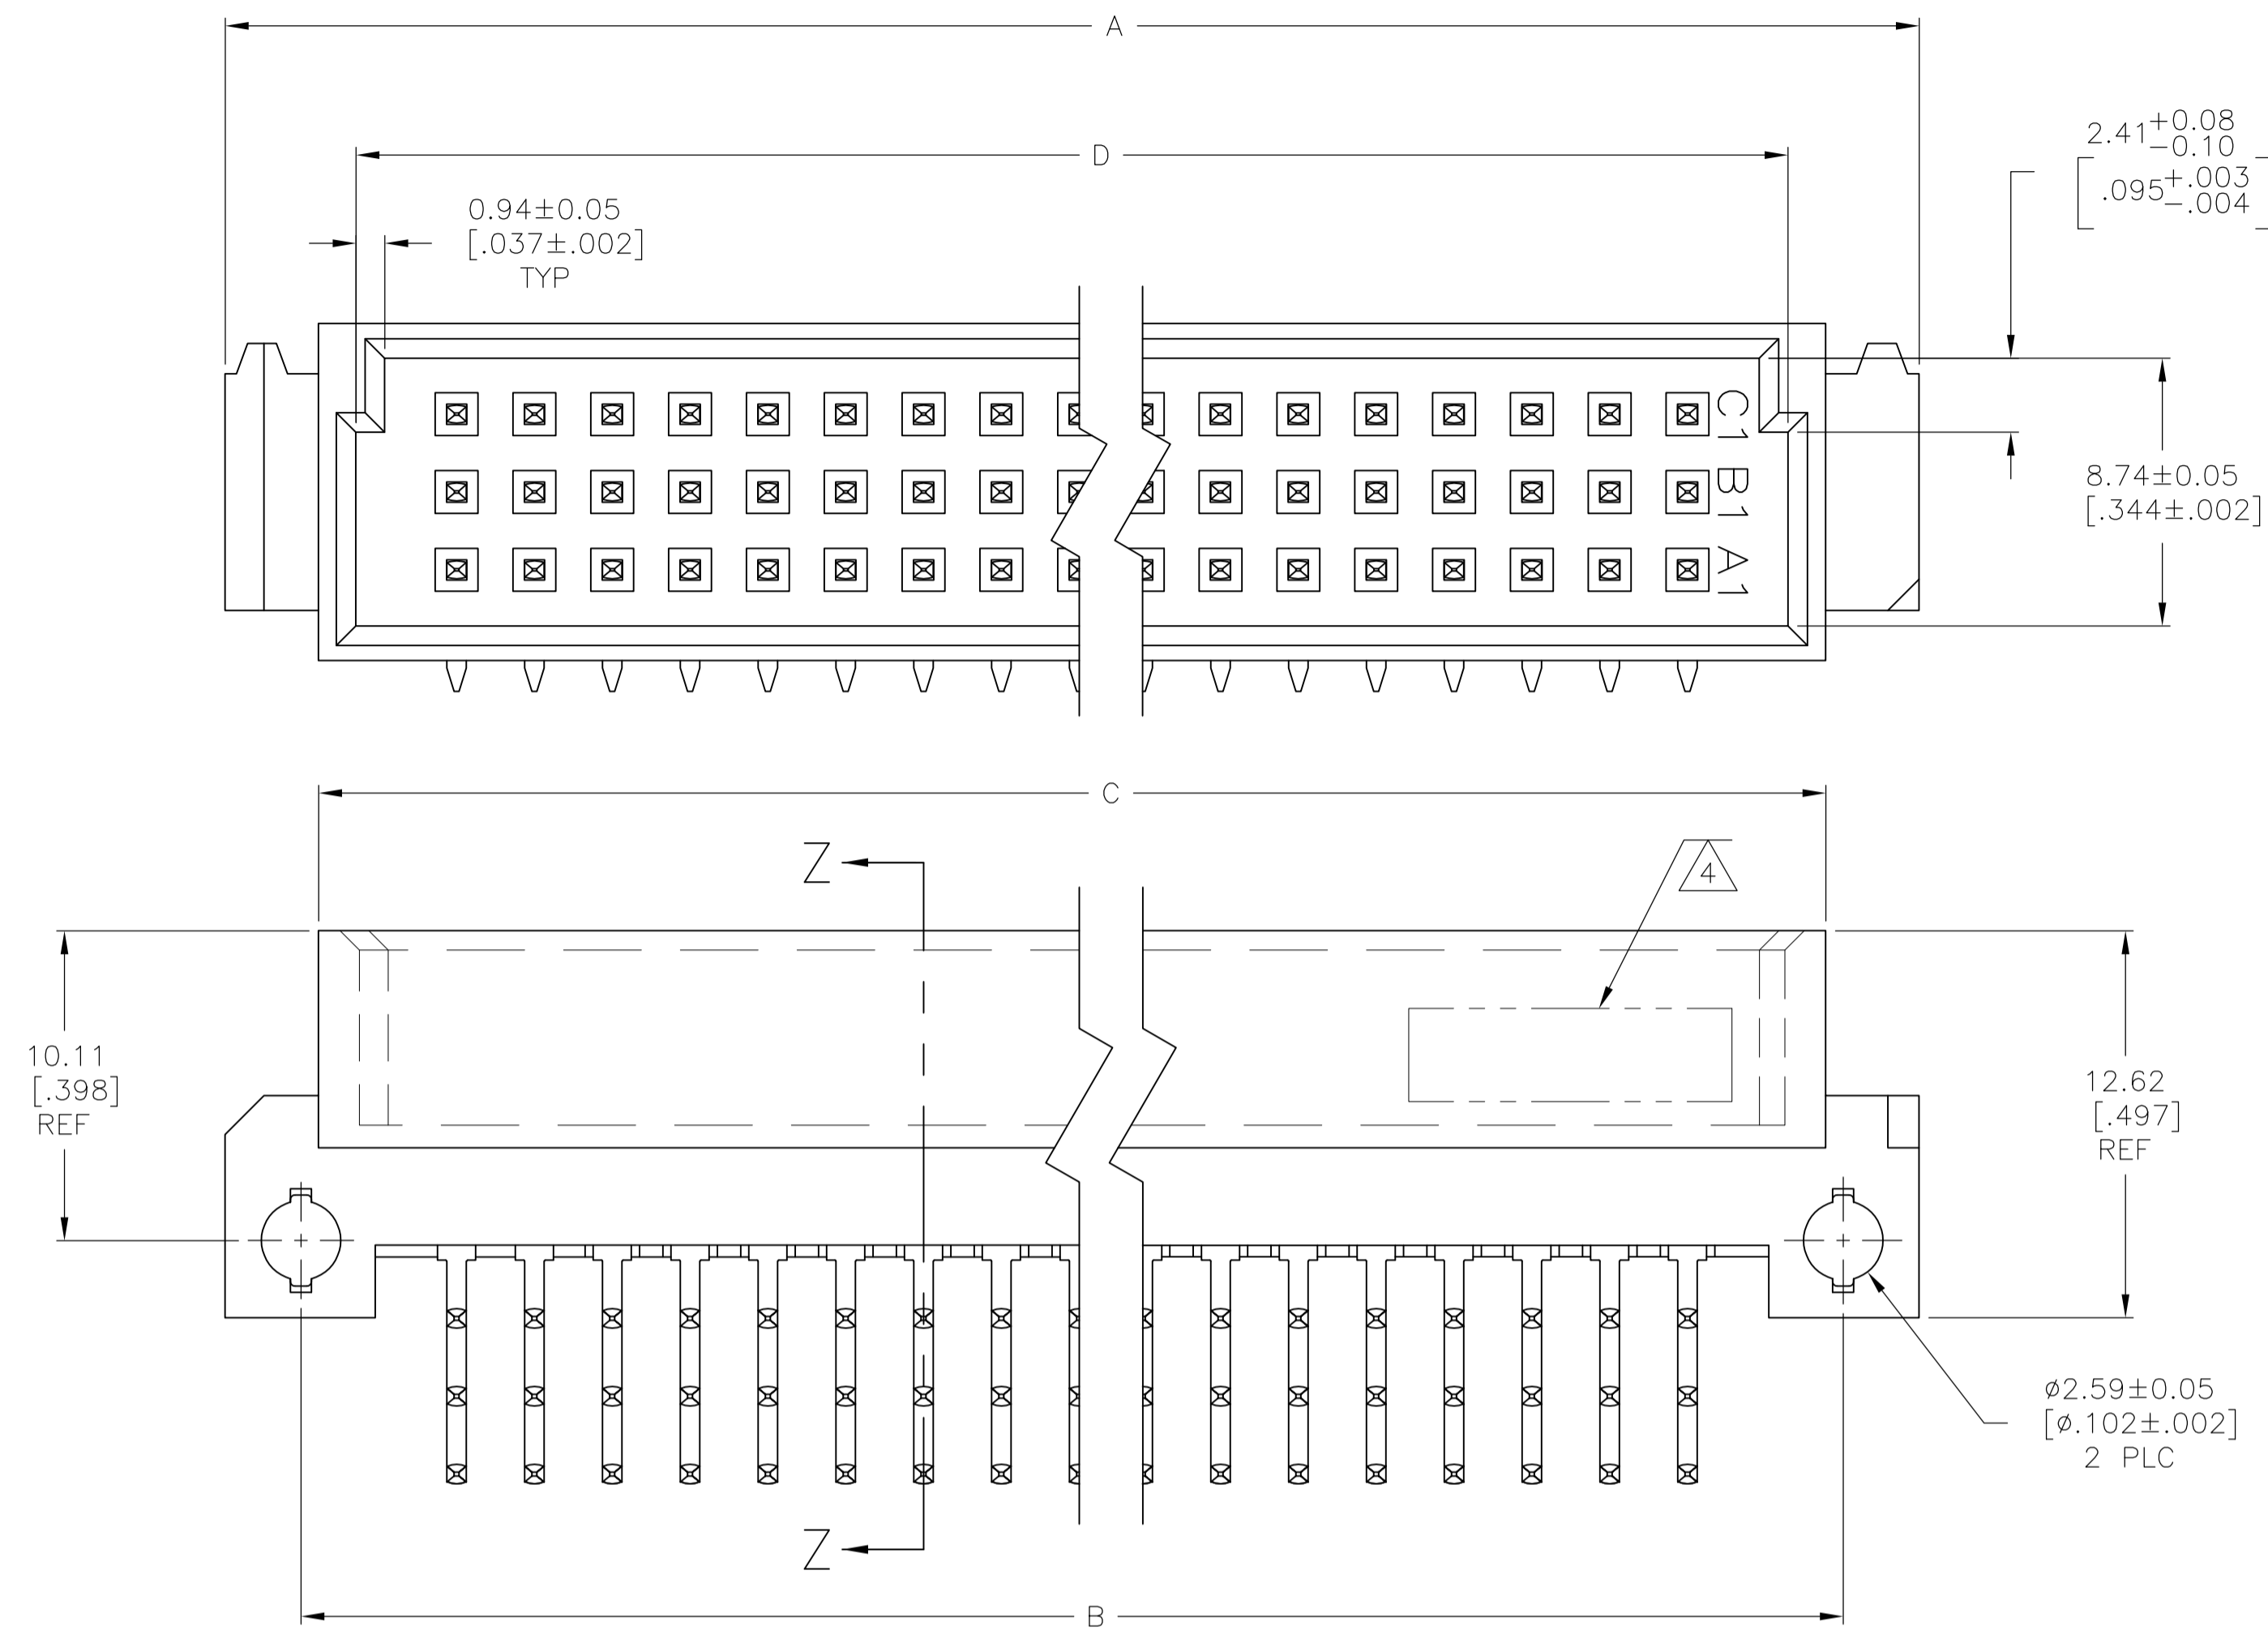 A
D
2.41 +0.08
-0.10
[.095 +.003
-.004]
0.94±0.05
[.037±.002]
TYP
C1
B1
A1
8.74±0.05
[.344±.002]
C
Z
4
10.11
[.398]
REF
12.62
[.497]
REF
⌀2.59±0.05
[⌀.102±.002]
2 PLC
Z
B